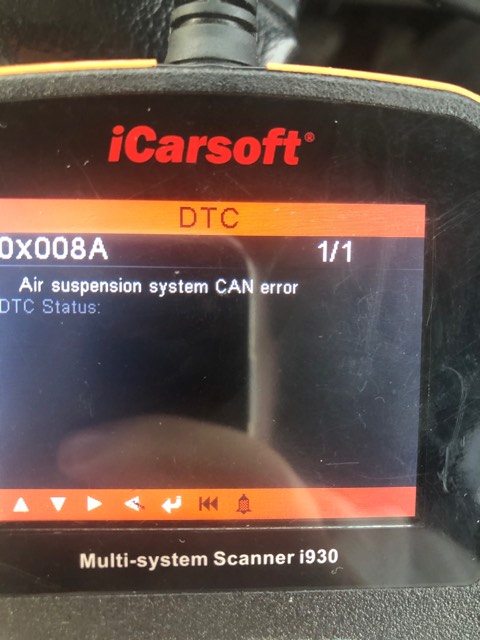 iCarsoft®
DTC
0x008A 1/1
Air suspension system CAN error
DTC Status:
Multi-system Scanner i930